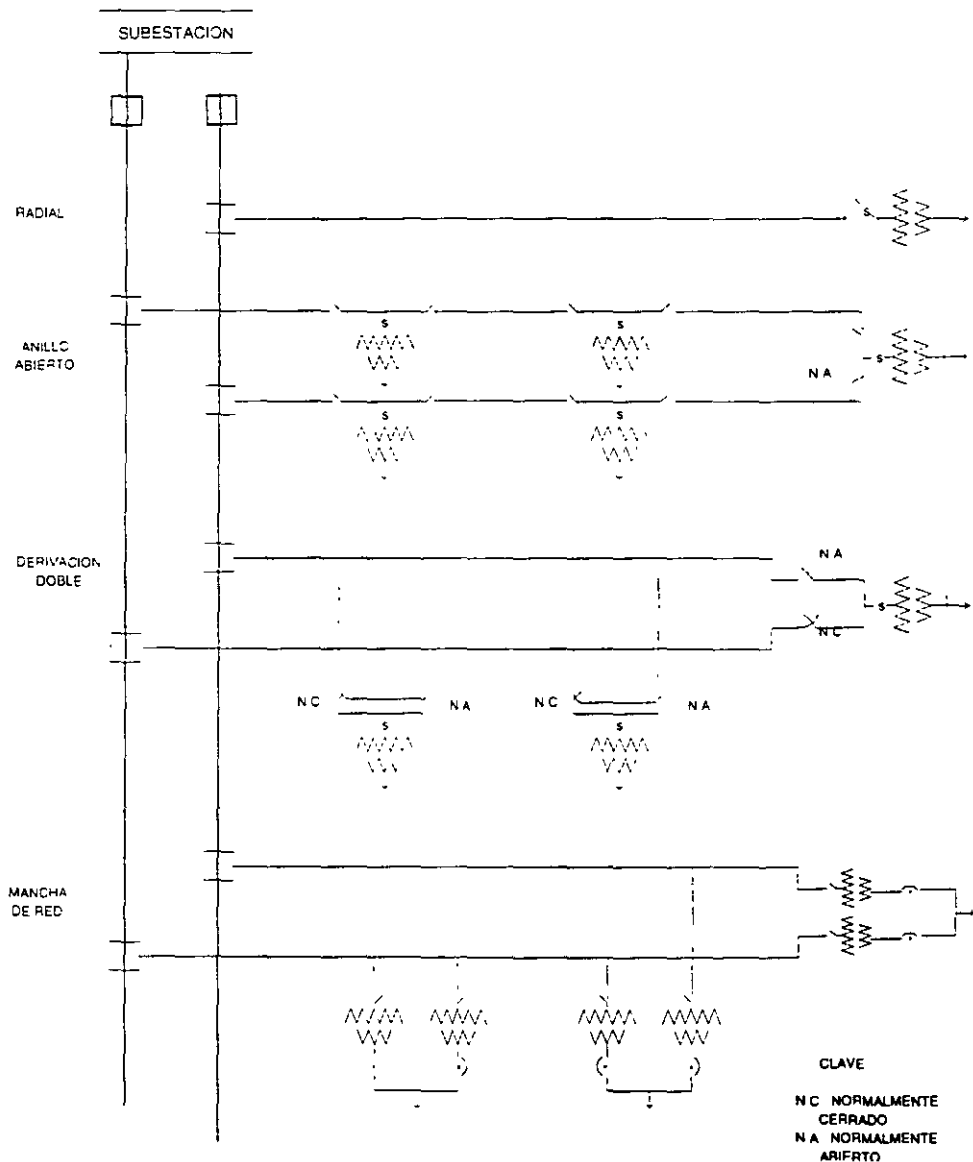 SUBESTACION
RADIAL
S
S
S
ANILLO
ABIERTO
S
N A
S
S
DERIVACION
DOBLE
N A
S
N C
N C
N A
N C
N A
S
S
MANCHA
DE RED
CLAVE
N C NORMALMENTE
CERRADO
N A NORMALMENTE
ABIERTO